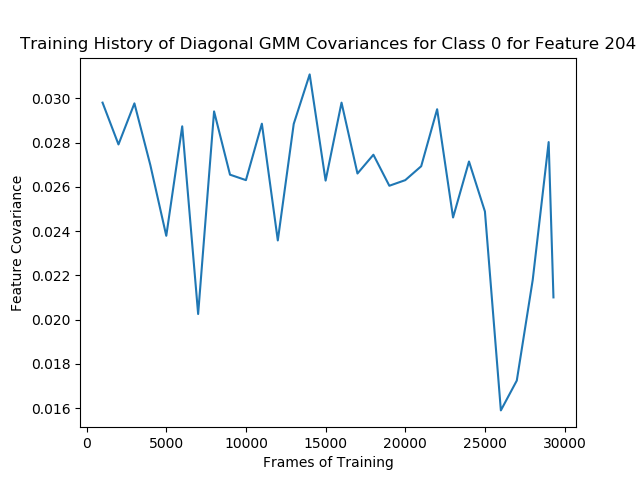 Training History of Diagonal GMM Covariances for Class 0 for Feature 204
0.030
0.028
0.026
0.024
0.022
0.020
0.018
0.016
Feature Covariance
0 5000 10000 15000 20000 25000 30000
Frames of Training